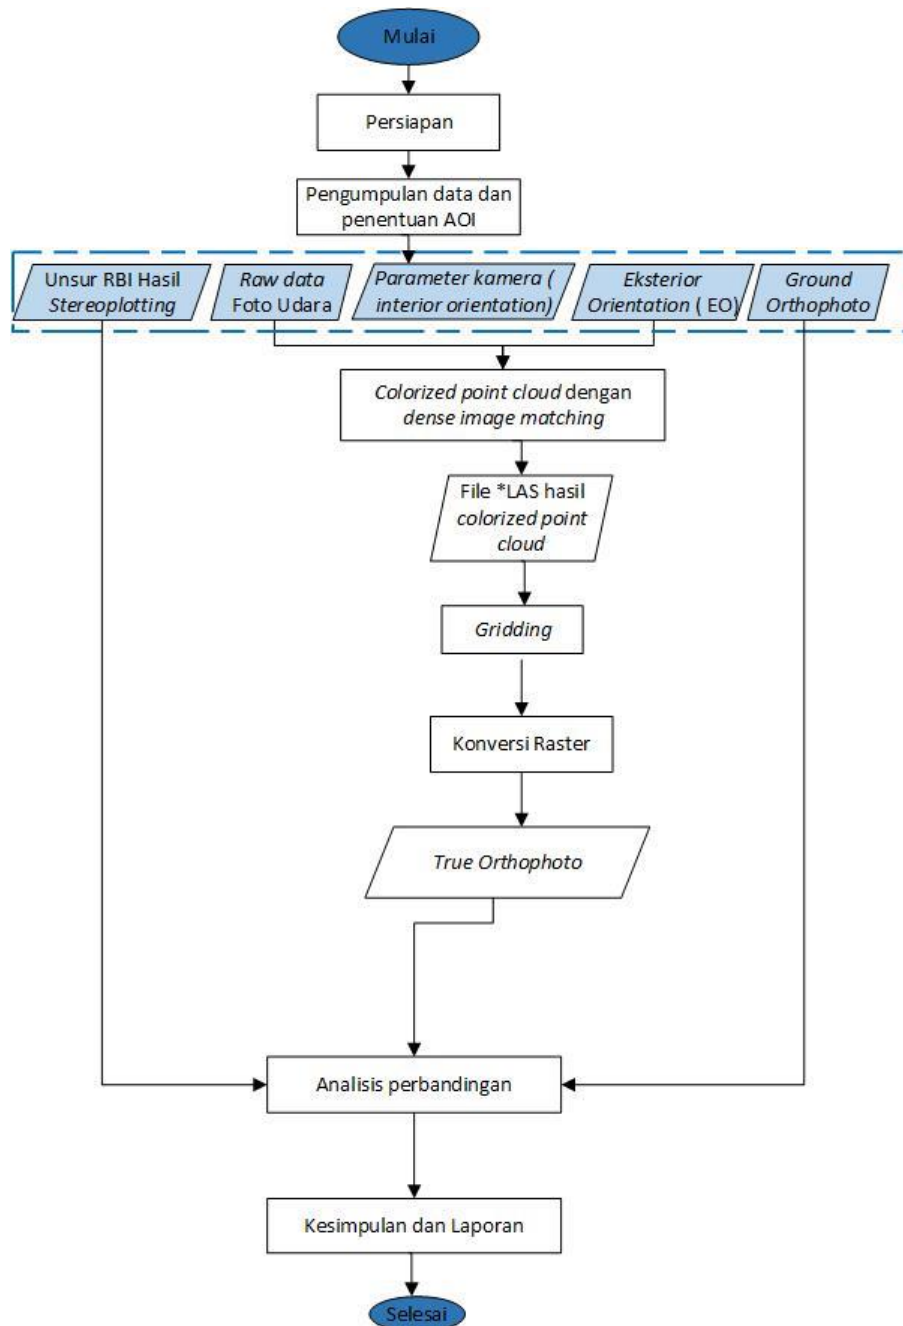 Mulai
Persiapan
Pengumpulan data dan
penentuan AOI
Unsur RBI Hasil
Stereoplotting
Raw data
Foto Udara
Parameter kamera (
interior orientation)
Eksterior
Orientation ( EO)
Ground
Orthophoto
Colorized point cloud dengan
dense image matching
File *LAS hasil
colorized point
cloud
Gridding
Konversi Raster
True Orthophoto
Analisis perbandingan
Kesimpulan dan Laporan
Selesai